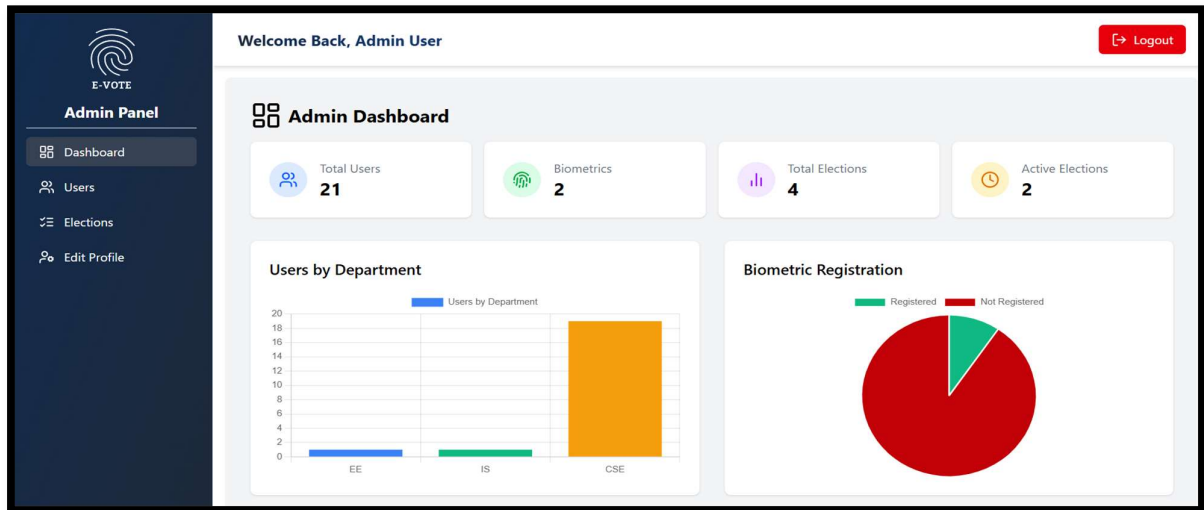 E-VOTE
Admin Panel
Dashboard
Users
Elections
Edit Profile
Welcome Back, Admin User
Logout
Admin Dashboard
Total Users
21
Biometrics
2
Total Elections
4
Active Elections
2
Users by Department
Users by Department
20
18
16
14
12
10
8
6
4
2
0
EE IS CSE
Biometric Registration
Registered Not Registered